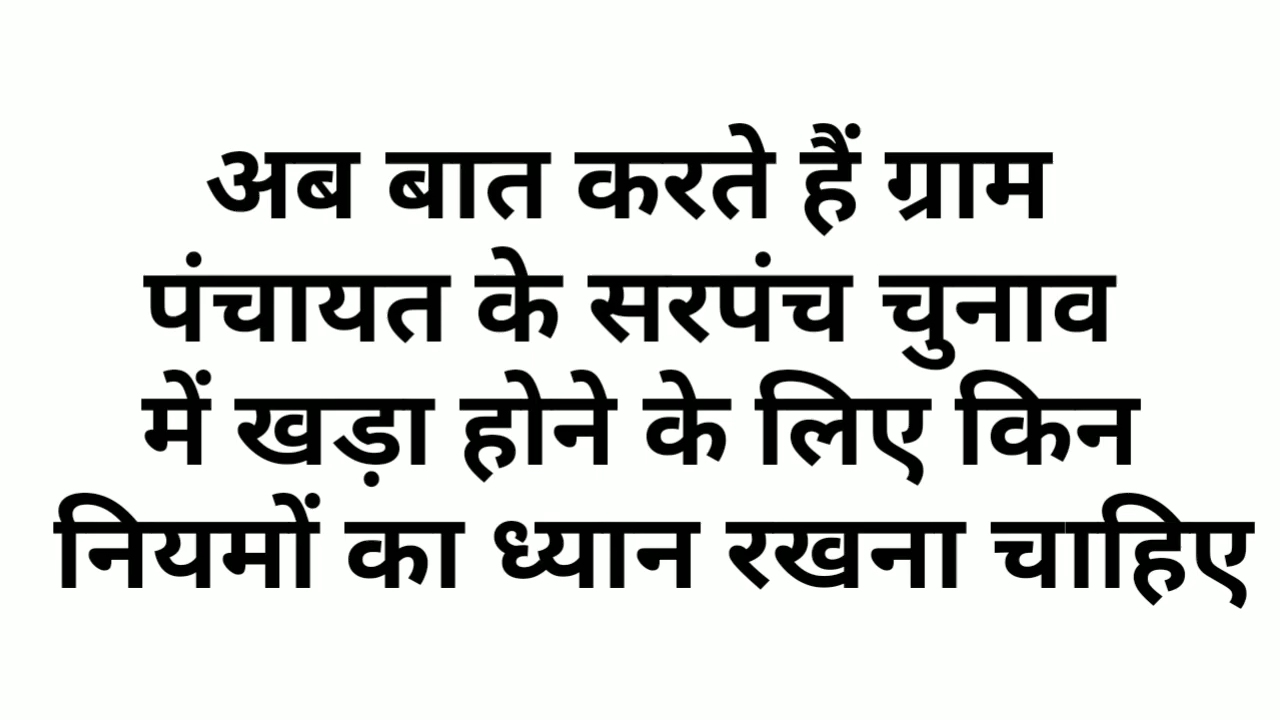 अब बात करते हैं ग्राम
पंचायत के सरपंच चुनाव
में खड़ा होने के लिए किन
नियमों का ध्यान रखना चाहिए